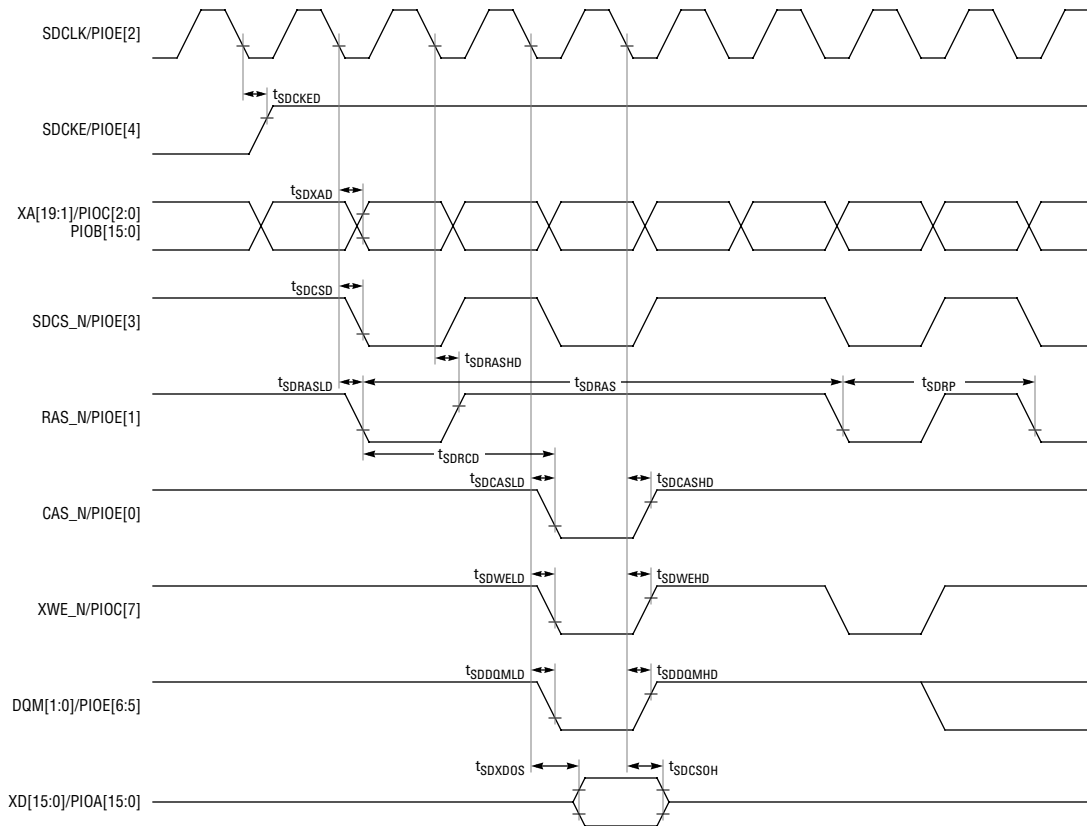 SDCLK/PIOE[2]
tSDCKED
SDCKE/PIOE[4]
tSDXAD
XA[19:1]/PIOC[2:0]
PIOB[15:0]
tSDCSD
SDCS_N/PIOE[3]
tSDRASHD
tSDRASLD
tSDRAS
tSDRP
RAS_N/PIOE[1]
tSDRCD
tSDCASLD
tSDCASHD
CAS_N/PIOE[0]
tSDWELD
tSDWEHD
XWE_N/PIOC[7]
tSDDQMLD
tSDDQMHD
DQM[1:0]/PIOE[6:5]
tSDXDOS
tSDCSOH
XD[15:0]/PIOA[15:0]